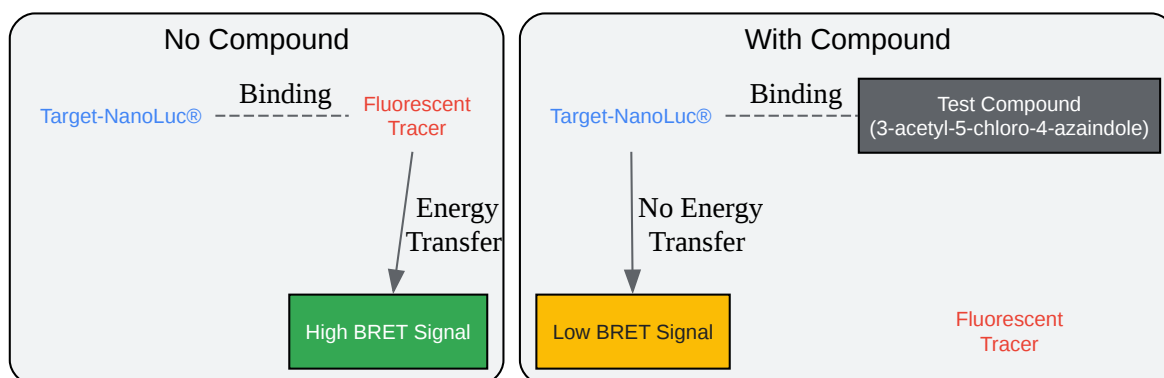 No Compound
Target-NanoLuc®
Binding
Fluorescent
Tracer
Energy
Transfer
High BRET Signal
With Compound
Target-NanoLuc®
Binding
Test Compound
(3-acetyl-5-chloro-4-azaindole)
No Energy
Transfer
Low BRET Signal
Fluorescent
Tracer